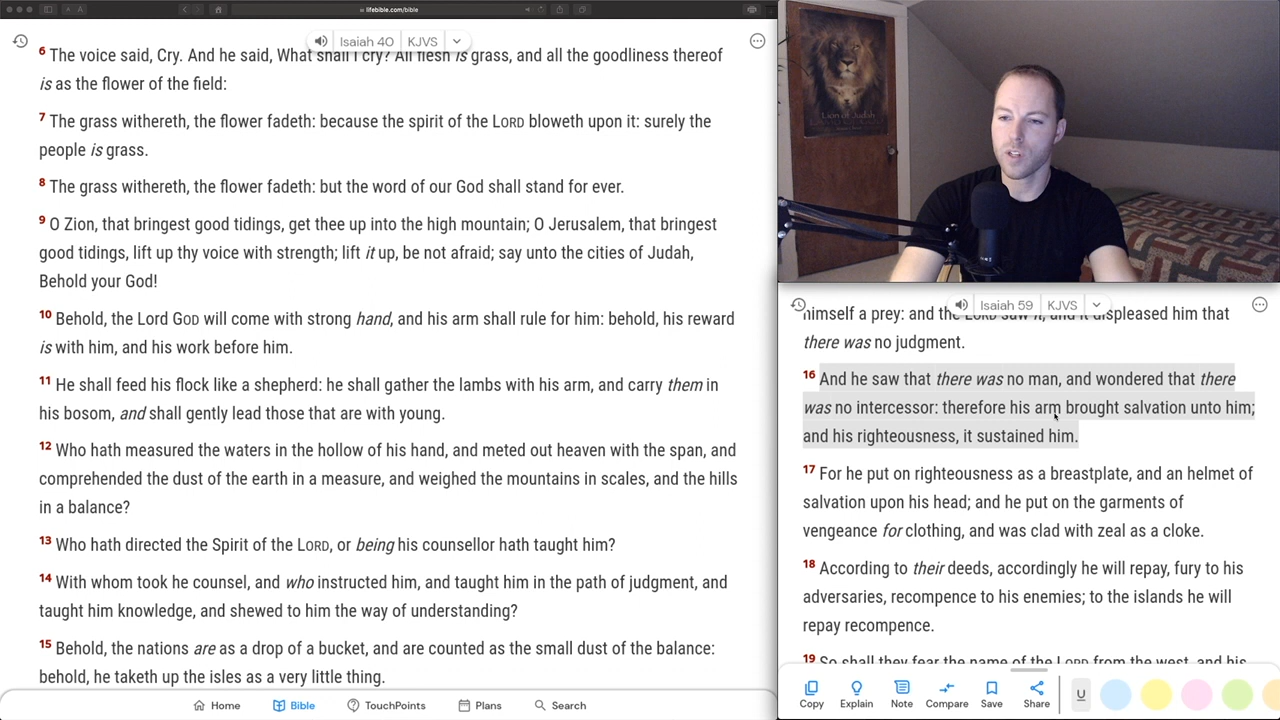 lifebible.com/bible
Isaiah 40 KJVS
6 The voice said, Cry. And he said, What shall I cry? All flesh is grass, and all the goodliness thereof
is as the flower of the field:
7 The grass withereth, the flower fadeth: because the spirit of the LORD bloweth upon it: surely the
people is grass.
8 The grass withereth, the flower fadeth: but the word of our God shall stand for ever.
9 O Zion, that bringest good tidings, get thee up into the high mountain; O Jerusalem, that bringest
good tidings, lift up thy voice with strength; lift it up, be not afraid; say unto the cities of Judah,
Behold your God!
10 Behold, the Lord GOD will come with strong hand, and his arm shall rule for him: behold, his reward
is with him, and his work before him.
11 He shall feed his flock like a shepherd: he shall gather the lambs with his arm, and carry them in
his bosom, and shall gently lead those that are with young.
12 Who hath measured the waters in the hollow of his hand, and meted out heaven with the span, and
comprehended the dust of the earth in a measure, and weighed the mountains in scales, and the hills
in a balance?
13 Who hath directed the Spirit of the LORD, or being his counsellor hath taught him?
14 With whom took he counsel, and who instructed him, and taught him in the path of judgment, and
taught him knowledge, and shewed to him the way of understanding?
15 Behold, the nations are as a drop of a bucket, and are counted as the small dust of the balance:
behold, he taketh up the isles as a very little thing.
Home Bible TouchPoints Plans Search
Lion of Judah
Isaiah 59 KJVS
himself a prey: and the LORD saw it, and it displeased him that
there was no judgment.
16 And he saw that there was no man, and wondered that there
was no intercessor: therefore his arm brought salvation unto him;
and his righteousness, it sustained him.
17 For he put on righteousness as a breastplate, and an helmet of
salvation upon his head; and he put on the garments of
vengeance for clothing, and was clad with zeal as a cloke.
18 According to their deeds, accordingly he will repay, fury to his
adversaries, recompence to his enemies; to the islands he will
repay recompence.
19 So shall they fear the name of the LORD from the west, and his
Copy Explain Note Compare Save Share U